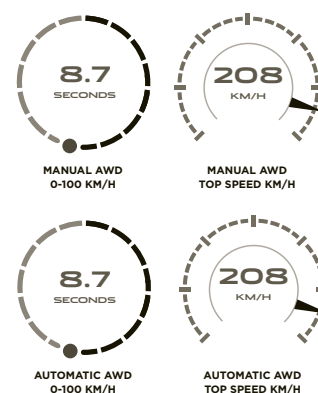 8.7
SECONDS
MANUAL AWD
0-100 KM/H
208
KM/H
MANUAL AWD
TOP SPEED KM/H
8.7
SECONDS
AUTOMATIC AWD
0-100 KM/H
208
KM/H
AUTOMATIC AWD
TOP SPEED KM/H